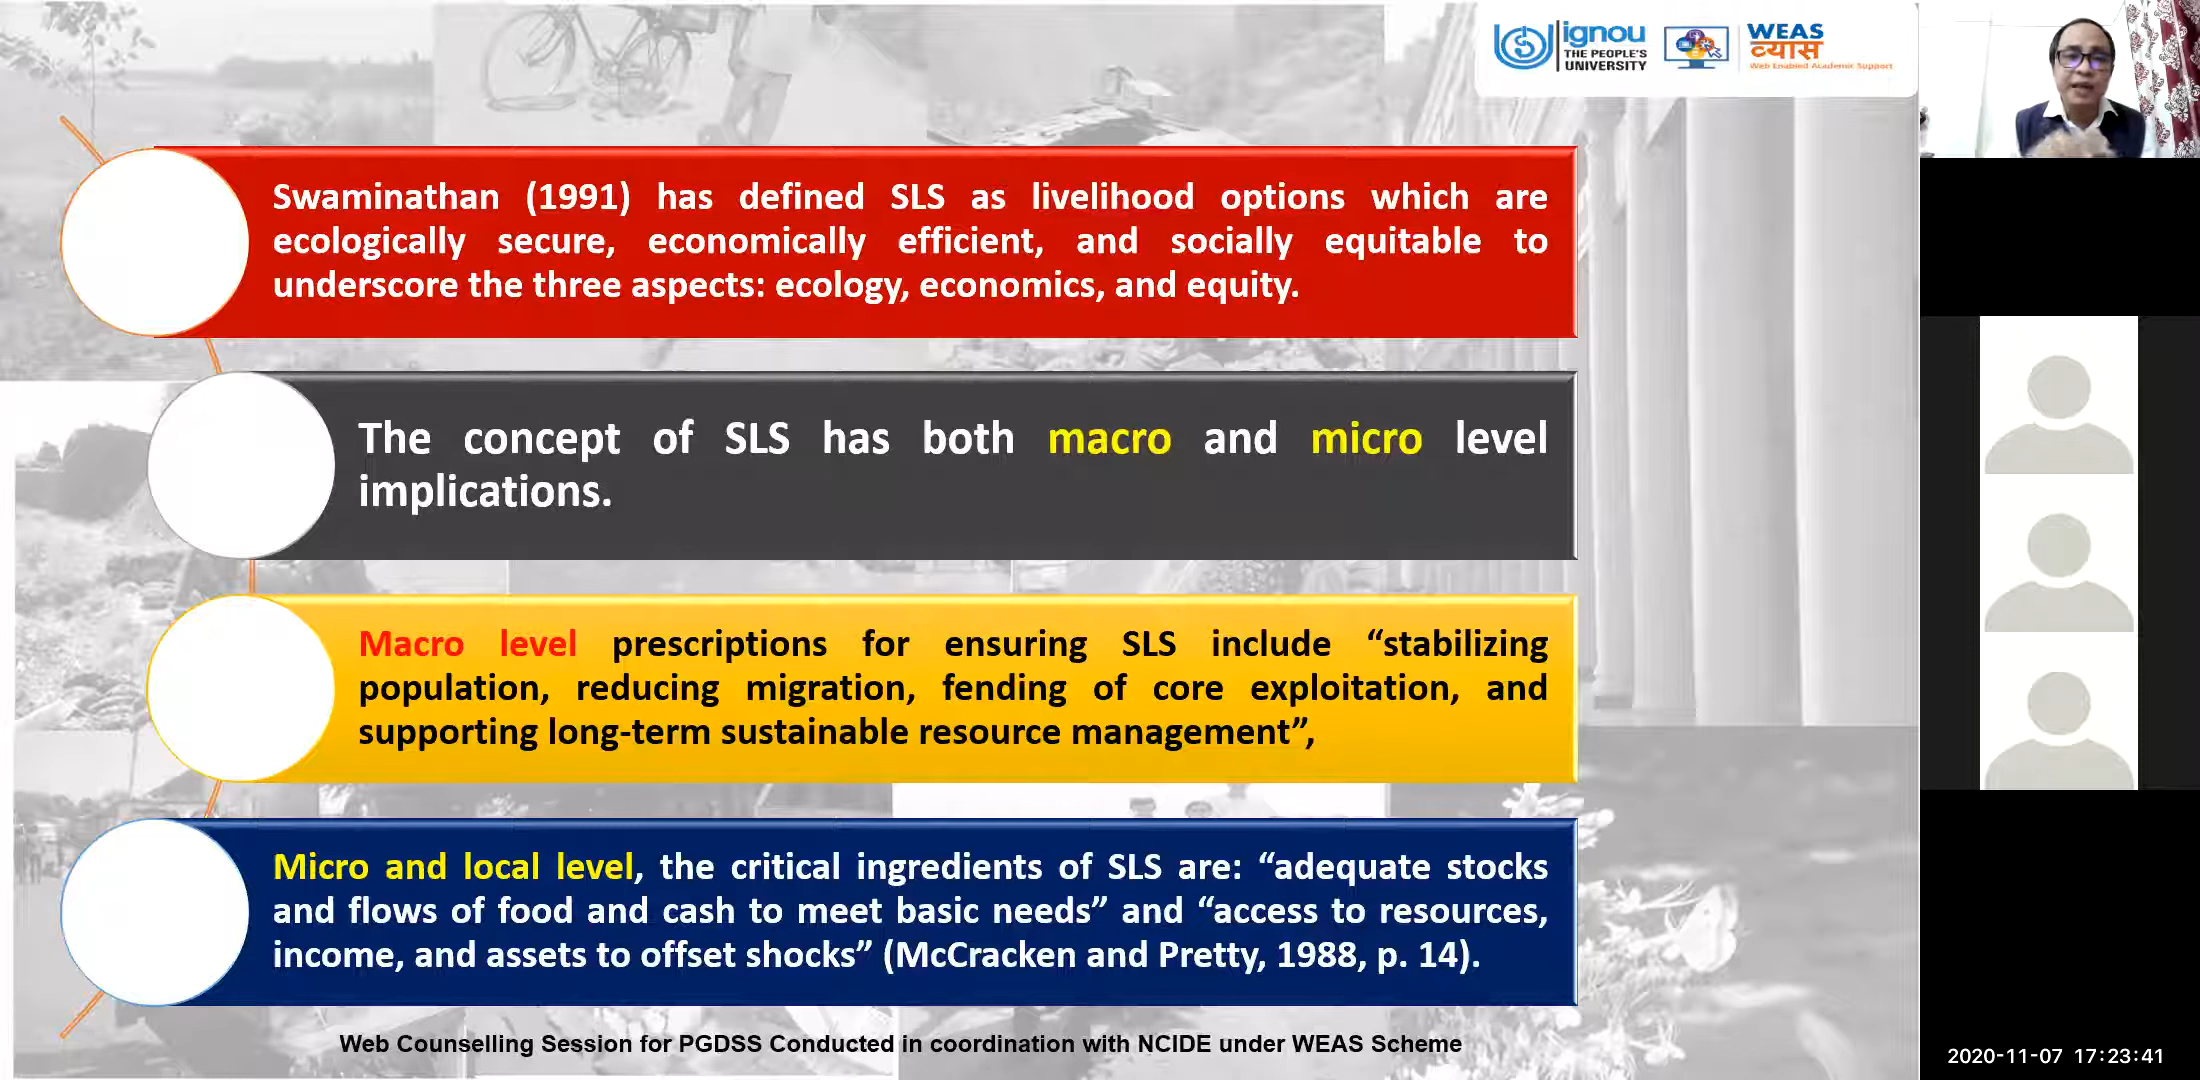 ignou
THE PEOPLE'S
UNIVERSITY
WEAS
व्यास
Web Enabled Academic Support
Swaminathan (1991) has defined SLS as livelihood options which are
ecologically secure, economically efficient, and socially equitable to
underscore the three aspects: ecology, economics, and equity.
The concept of SLS has both macro and micro level
implications.
Macro level prescriptions for ensuring SLS include “stabilizing
population, reducing migration, fending of core exploitation, and
supporting long-term sustainable resource management”,
Micro and local level, the critical ingredients of SLS are: “adequate stocks
and flows of food and cash to meet basic needs” and “access to resources,
income, and assets to offset shocks” (McCracken and Pretty, 1988, p. 14).
Web Counselling Session for PGDSS Conducted in coordination with NCIDE under WEAS Scheme
2020-11-07 17:23:41